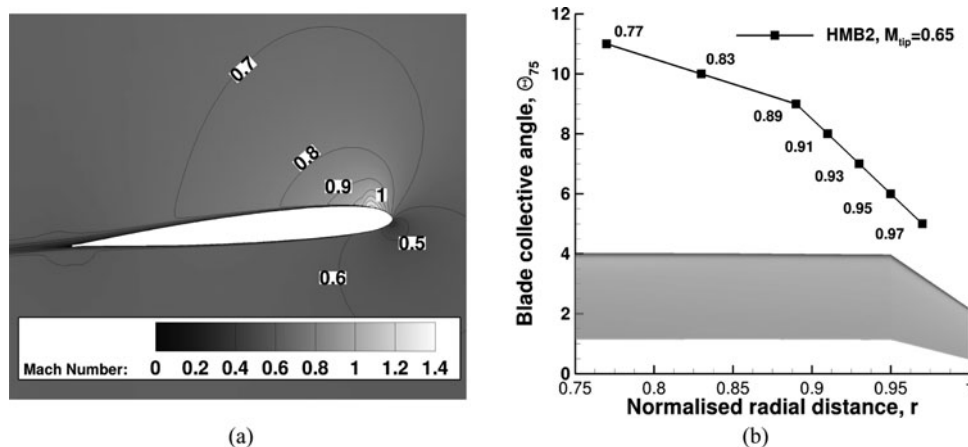 0.7
0.8
0.9
1
0.5
0.6
Mach Number: 0 0.2 0.4 0.6 0.8 1 1.2 1.4
(a)
HMB2, M_tip=0.65
Blade collective angle, Θ_75
12
10
8
6
4
2
0
0.77
0.83
0.89
0.91
0.93
0.95
0.97
0.75 0.8 0.85 0.9 0.95 1
Normalised radial distance, r
(b)